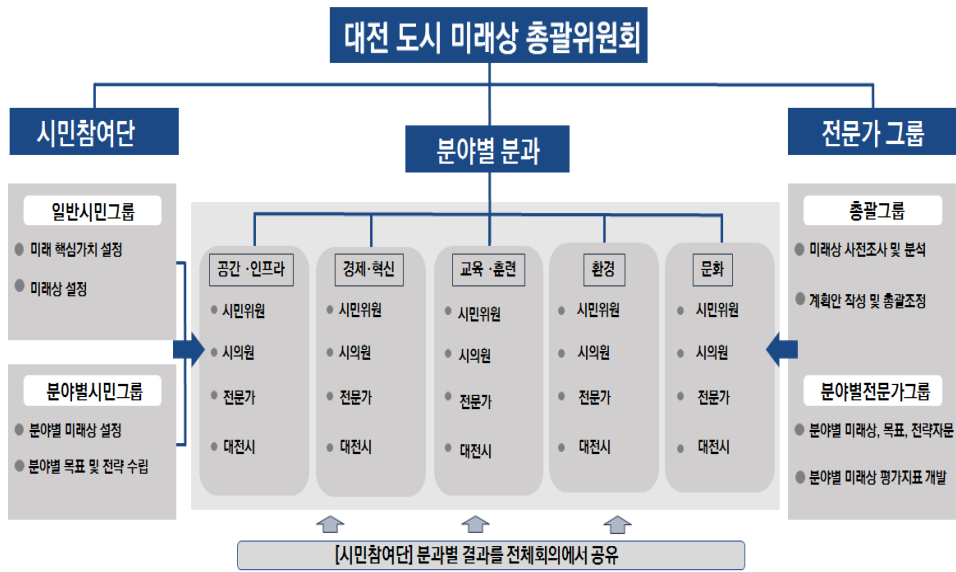 대전 도시 미래상 총괄위원회
시민참여단
분야별 분과
전문가 그룹
일반시민그룹
미래 핵심가치 설정
미래상 설정
분야별시민그룹
분야별 미래상 설정
분야별 목표 및 전략 수립
공간 ·인프라
시민위원
시의원
전문가
대전시
경제·혁신
시민위원
시의원
전문가
대전시
교육 ·훈련
시민위원
시의원
전문가
대전시
환경
시민위원
시의원
전문가
대전시
문화
시민위원
시의원
전문가
대전시
총괄그룹
미래상 사전조사 및 분석
계획안 작성 및 총괄조정
분야별전문가그룹
분야별 미래상, 목표, 전략자문
분야별 미래상 평가지표 개발
[시민참여단] 분과별 결과를 전체회의에서 공유